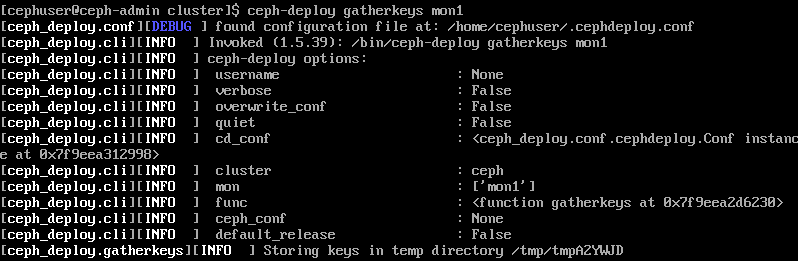 [cephuser@ceph-admin cluster]$ ceph-deploy gatherkeys mon1
[ceph_deploy.conf][DEBUG ] found configuration file at: /home/cephuser/.cephdeploy.conf
[ceph_deploy.cli][INFO  ] Invoked (1.5.39): /bin/ceph-deploy gatherkeys mon1
[ceph_deploy.cli][INFO  ] ceph-deploy options:
[ceph_deploy.cli][INFO  ]  username                      : None
[ceph_deploy.cli][INFO  ]  verbose                       : False
[ceph_deploy.cli][INFO  ]  overwrite_conf                : False
[ceph_deploy.cli][INFO  ]  quiet                         : False
[ceph_deploy.cli][INFO  ]  cd_conf                       : <ceph_deploy.conf.cephdeploy.Conf instanc
e at 0x7f9eea312998>
[ceph_deploy.cli][INFO  ]  cluster                       : ceph
[ceph_deploy.cli][INFO  ]  mon                           : ['mon1']
[ceph_deploy.cli][INFO  ]  func                          : <function gatherkeys at 0x7f9eea2d6230>
[ceph_deploy.cli][INFO  ]  ceph_conf                     : None
[ceph_deploy.cli][INFO  ]  default_release               : False
[ceph_deploy.gatherkeys][INFO  ] Storing keys in temp directory /tmp/tmpA2YWJD